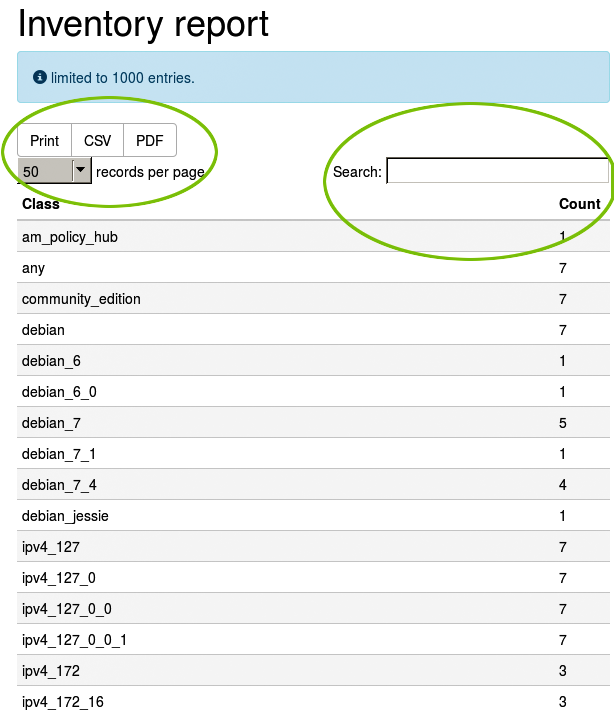 Inventory report
limited to 1000 entries.
Print CSV PDF
50 records per page Search:
Class Count
am_policy_hub 1
any 7
community_edition 7
debian 7
debian_6 1
debian_6_0 1
debian_7 5
debian_7_1 1
debian_7_4 4
debian_jessie 1
ipv4_127 7
ipv4_127_0 7
ipv4_127_0_0 7
ipv4_127_0_0_1 7
ipv4_172 3
ipv4_172_16 3